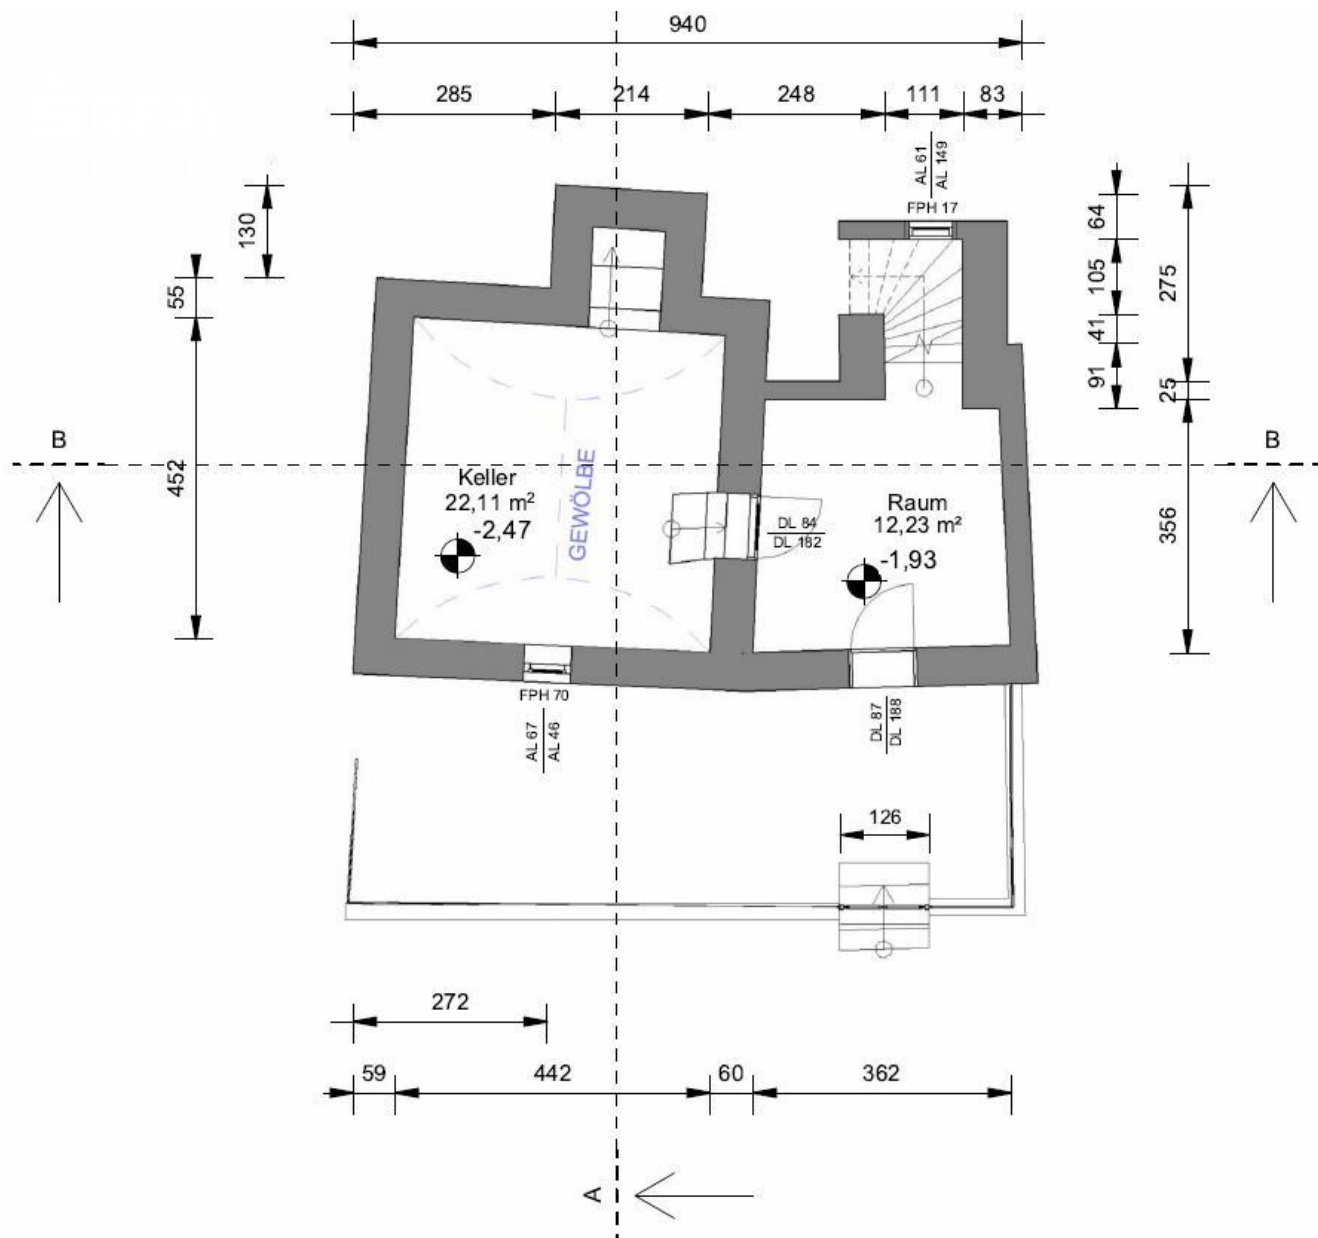 940
285
214
248
111
83
AL 61
AL 149
FPH 17
130
55
452
64
105
41
91
275
25
356
B
B
Keller
22,11 m²
-2,47
GEWÖLBE
DL 84
DL 182
Raum
12,23 m²
-1,93
FPH 70
AL 67
AL 46
DL 87
DL 188
126
272
59
442
60
362
A